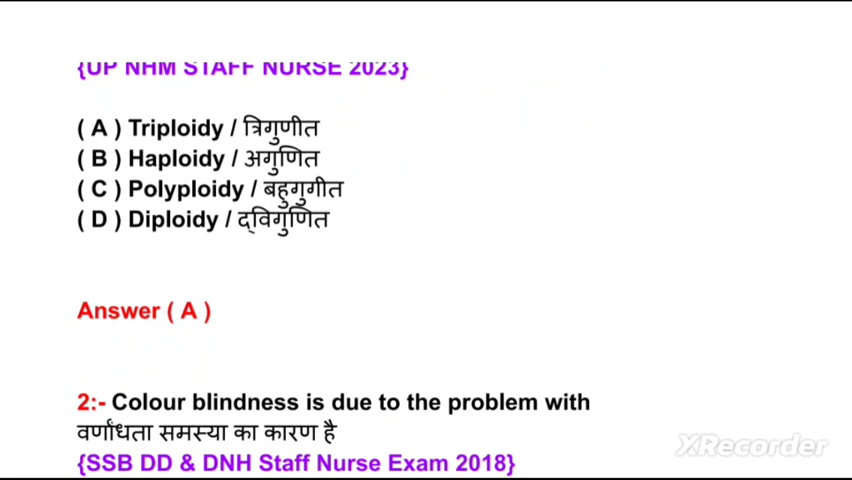 {UP NHM STAFF NURSE 2023}
( A ) Triploidy / त्रिगुणीत
( B ) Haploidy / अगुणित
( C ) Polyploidy / बहुगुगीत
( D ) Diploidy / द्विगुणित
Answer ( A )
2:- Colour blindness is due to the problem with
वर्णांधता समस्या का कारण है
{SSB DD & DNH Staff Nurse Exam 2018}
XRecorder